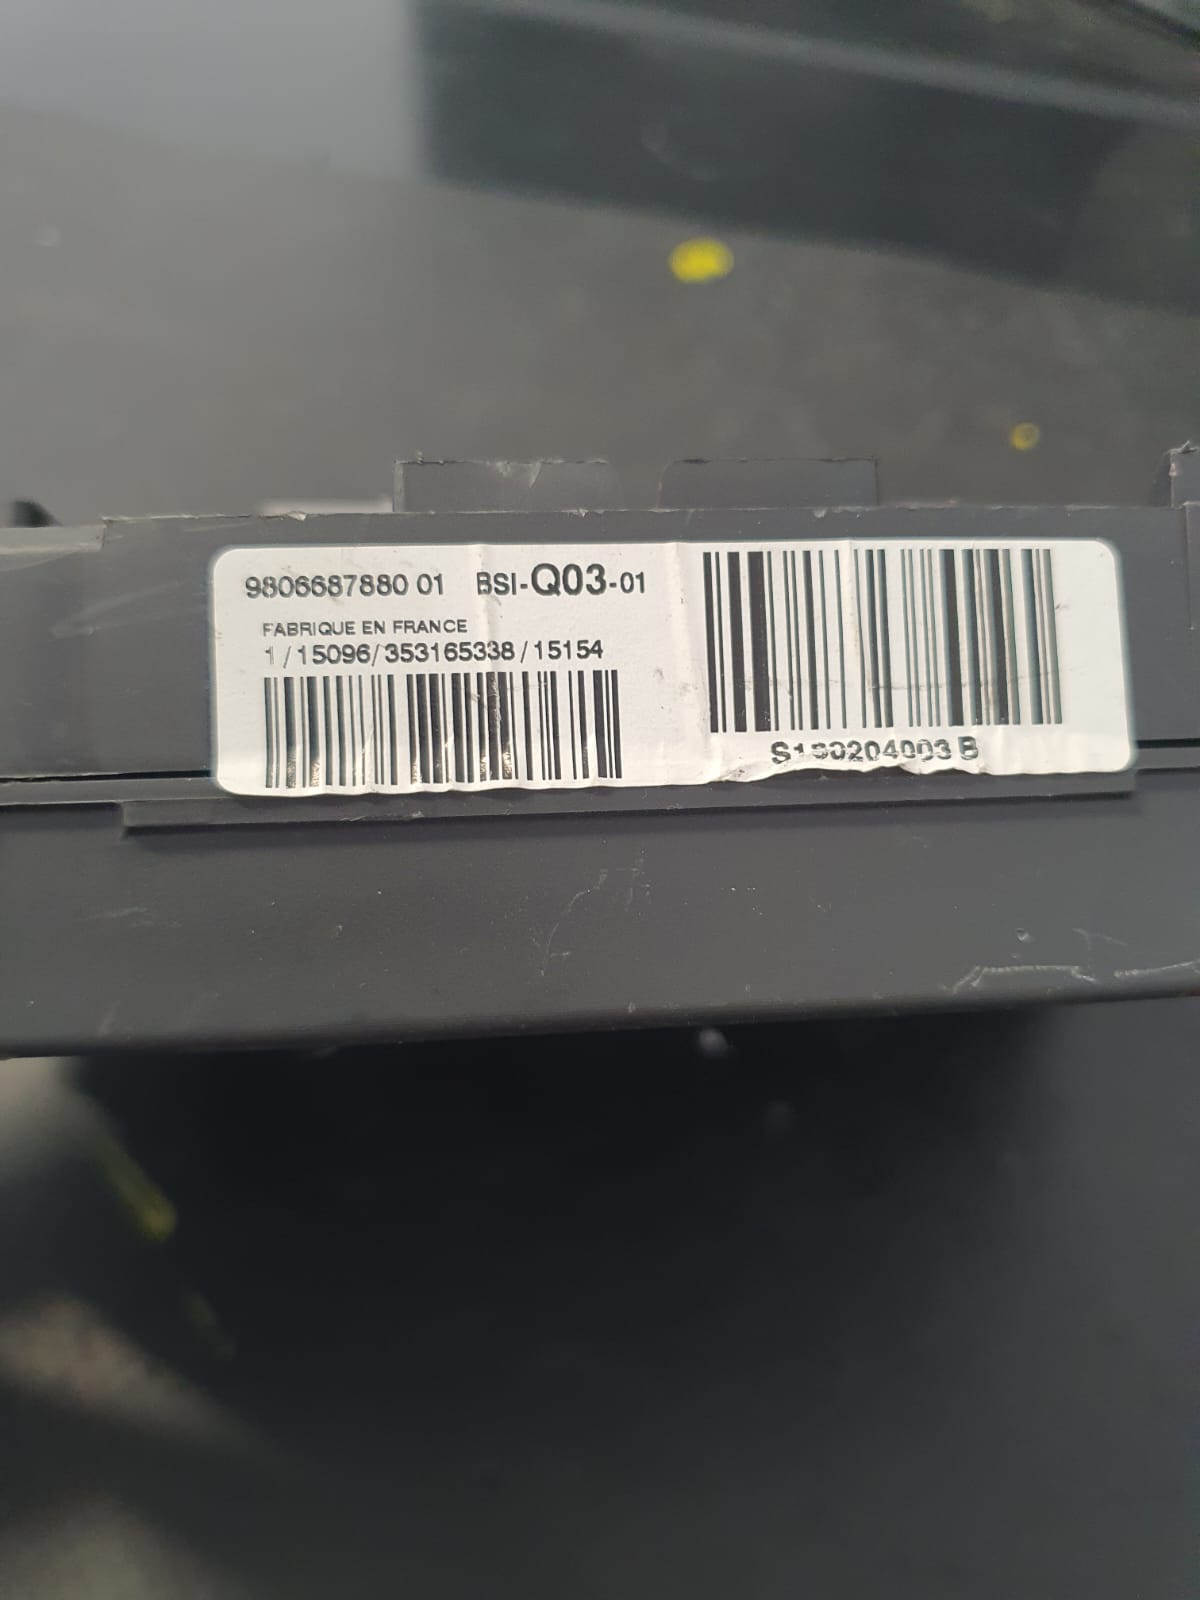 9806687880 01 BSI-Q03-01
FABRIQUE EN FRANCE
1/15096/353165338/15154